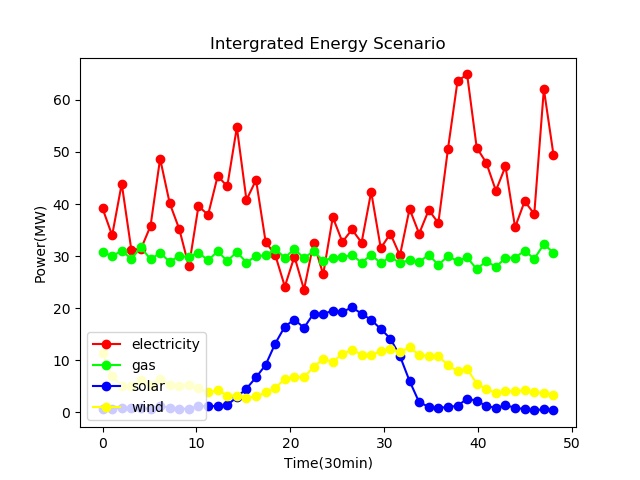 Intergrated Energy Scenario
Power(MW)
60
50
40
30
20
10
0
electricity
gas
solar
wind
0 10 20 30 40 50
Time(30min)